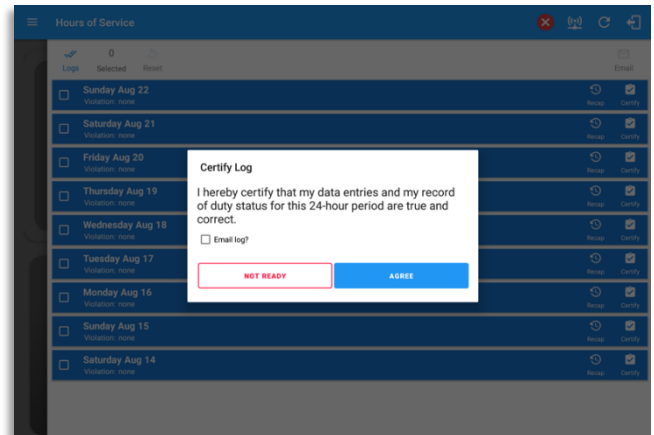 Hours of Service
0
Logs Selected Reset
Email
Sunday Aug 22
Violation: none
Recap Certify
Saturday Aug 21
Violation: none
Recap Certify
Friday Aug 20
Violation: none
Recap Certify
Thursday Aug 19
Violation: none
Recap Certify
Wednesday Aug 18
Violation: none
Recap Certify
Tuesday Aug 17
Violation: none
Recap Certify
Monday Aug 16
Violation: none
Recap Certify
Sunday Aug 15
Violation: none
Recap Certify
Saturday Aug 14
Violation: none
Recap Certify
Certify Log
I hereby certify that my data entries and my record
of duty status for this 24-hour period are true and
correct.
Email log?
NOT READY AGREE